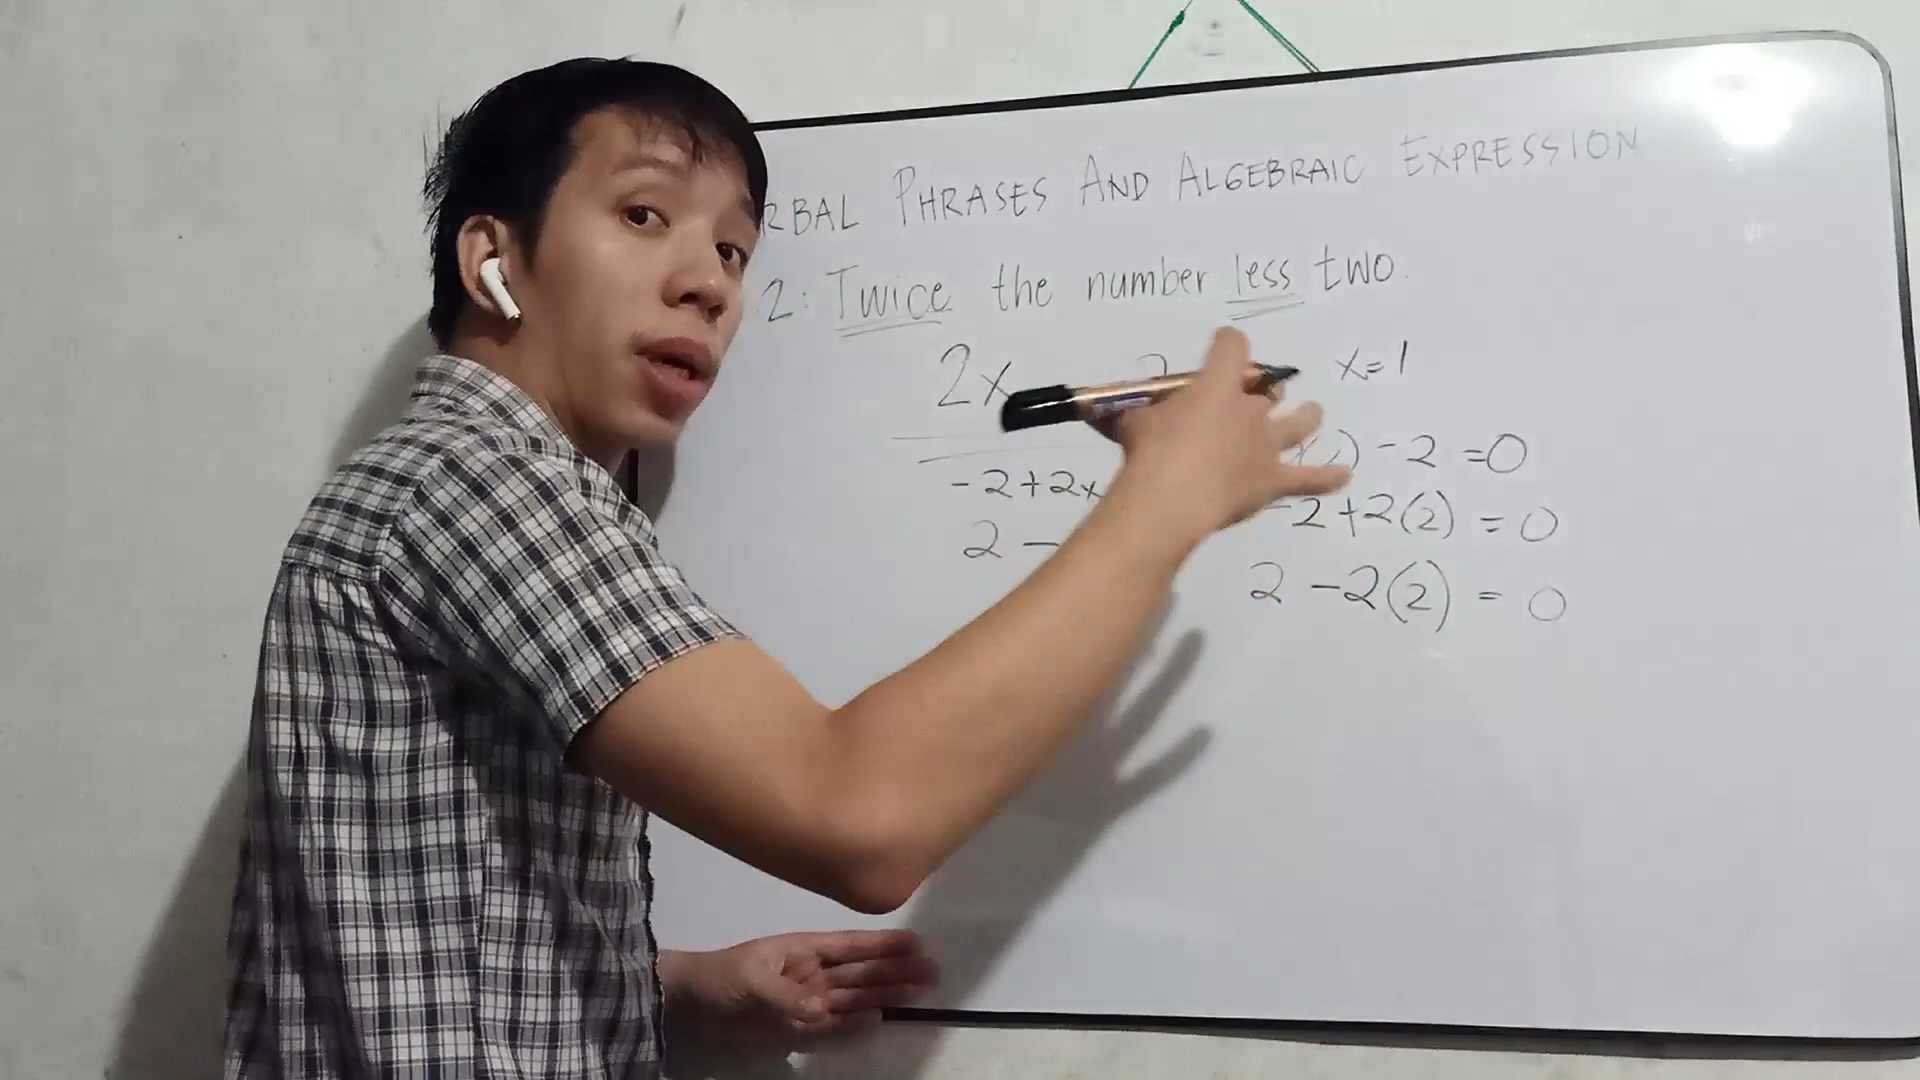 RBAL PHRASES AND ALGEBRAIC EXPRESSION
2: Twice the number less two.
2x 2 x=1
) -2 =0
-2+2x -2+2(2) = 0
2 - 2 -2(2) = 0